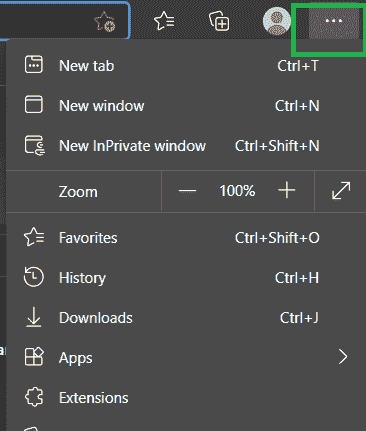 New tab Ctrl+T
New window Ctrl+N
New InPrivate window Ctrl+Shift+N
Zoom 100%
Favorites Ctrl+Shift+O
History Ctrl+H
Downloads Ctrl+J
Apps
Extensions